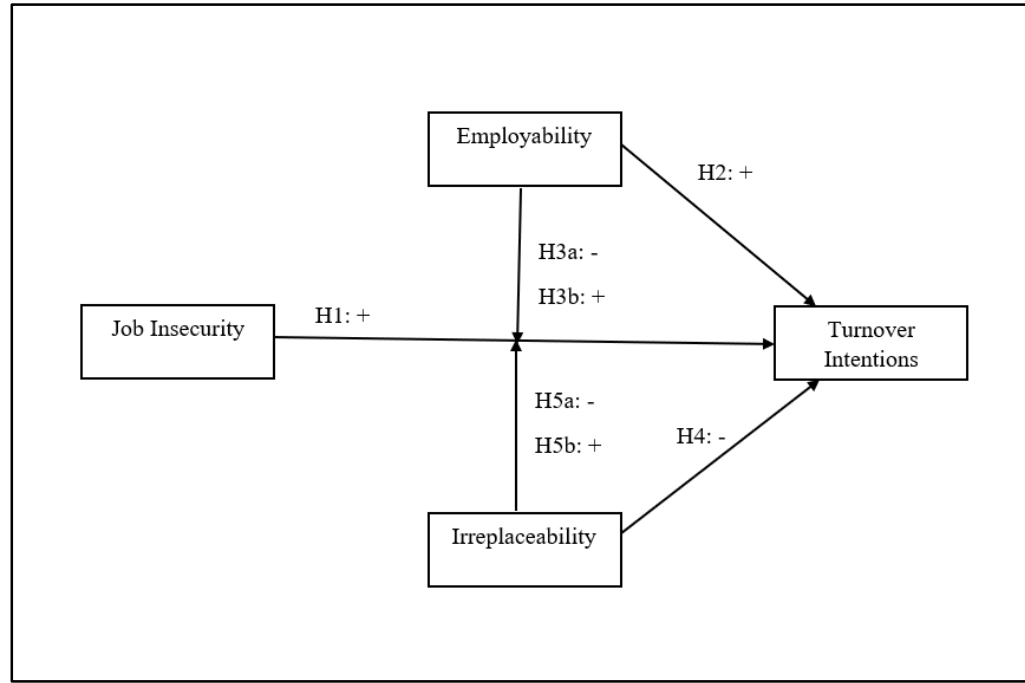 Employability
H2: +
H3a: -
H3b: +
Job Insecurity
H1: +
Turnover
Intentions
H5a: -
H5b: +
H4: -
Irreplaceability